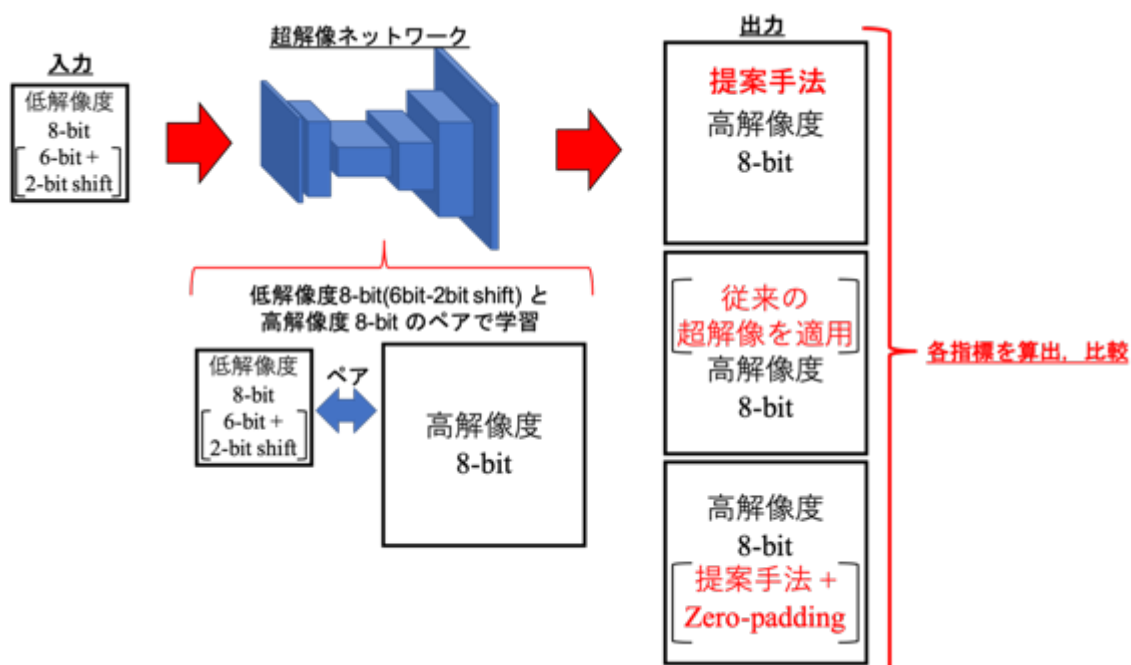 入力
低解像度
8-bit
[6-bit +
2-bit shift]
超解像ネットワーク
低解像度8-bit(6bit-2bit shift) と
高解像度 8-bit のペアで学習
低解像度
8-bit
[6-bit +
2-bit shift]
ペア
高解像度
8-bit
出力
提案手法
高解像度
8-bit
[従来の
超解像を適用]
高解像度
8-bit
高解像度
8-bit
[提案手法 +
Zero-padding]
各指標を算出, 比較